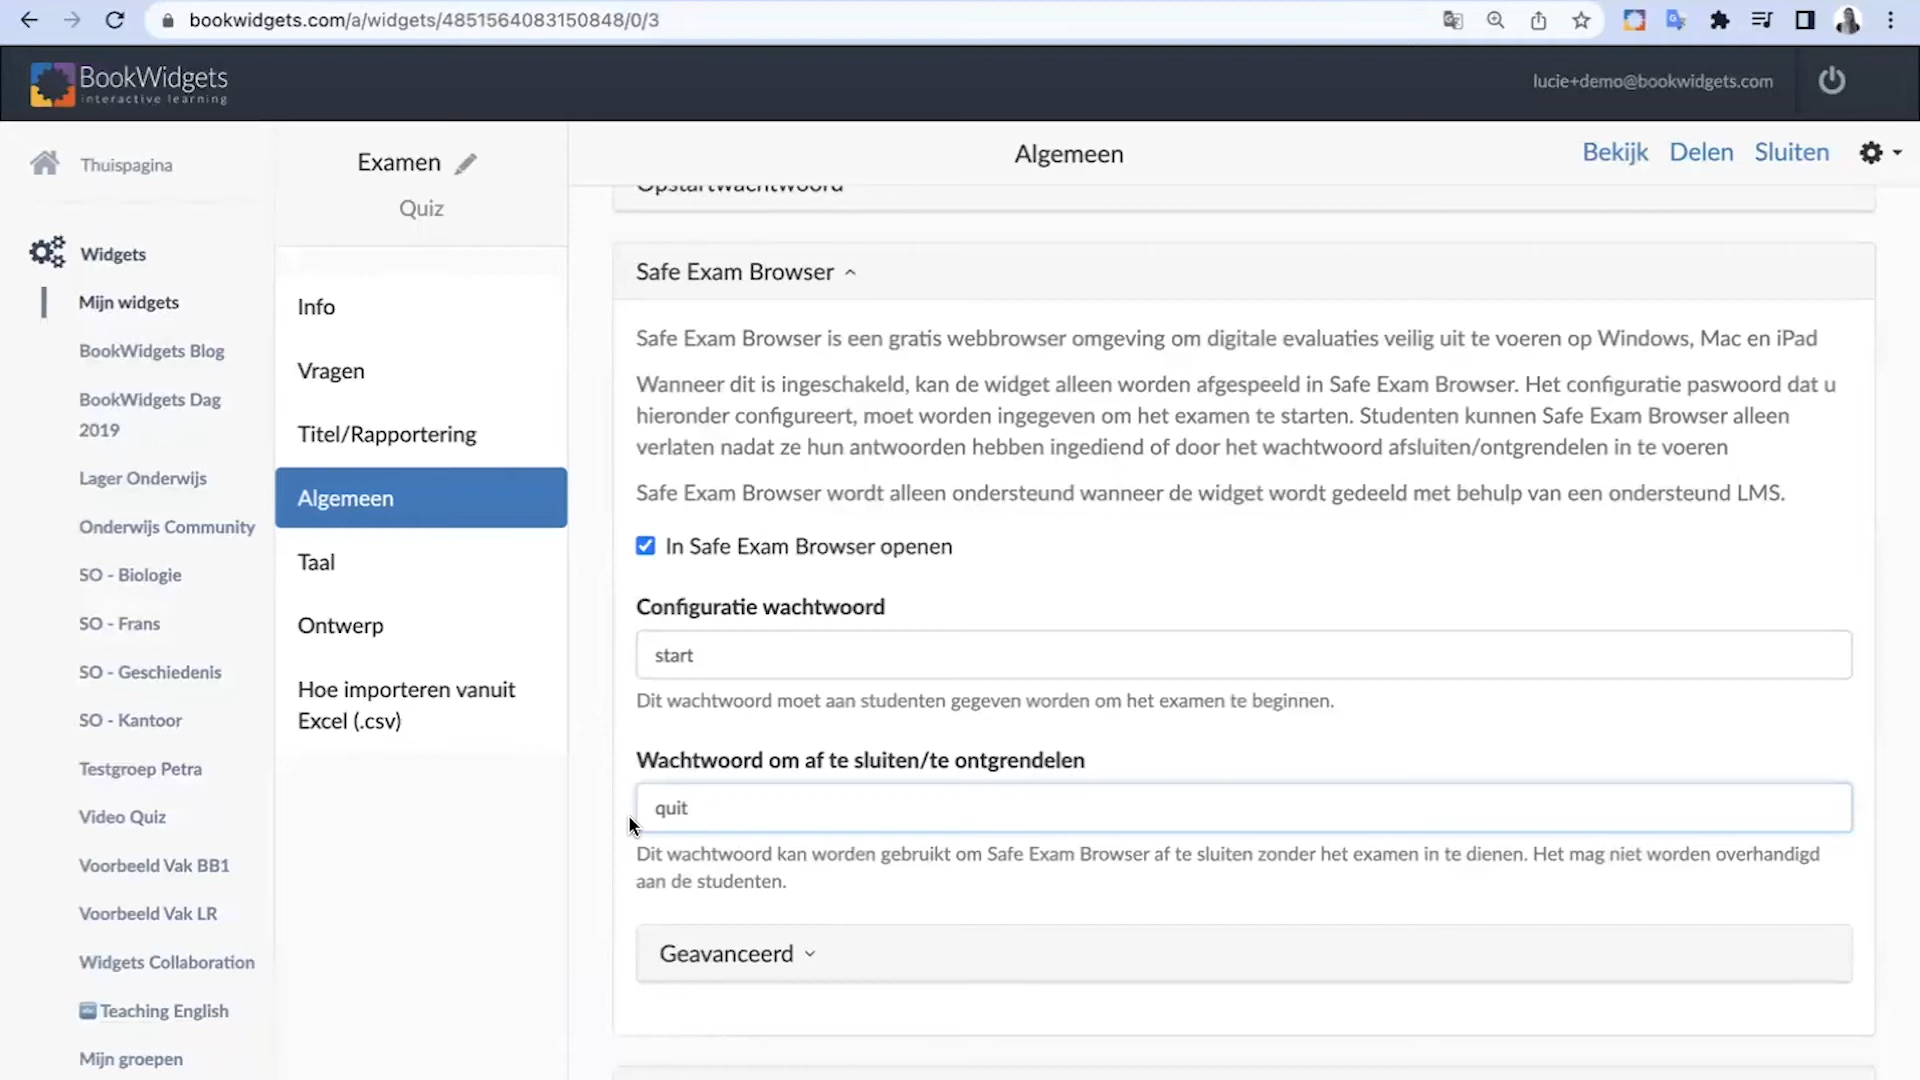 bookwidgets.com/a/widgets/4851564083150848/0/3
BookWidgets
interactive learning
lucie+demo@bookwidgets.com
Thuispagina
Widgets
Mijn widgets
BookWidgets Blog
BookWidgets Dag
2019
Lager Onderwijs
Onderwijs Community
SO - Biologie
SO - Frans
SO - Geschiedenis
SO - Kantoor
Testgroep Petra
Video Quiz
Voorbeeld Vak BB1
Voorbeeld Vak LR
Widgets Collaboration
Teaching English
Mijn groepen
Examen
Quiz
Info
Vragen
Titel/Rapportering
Algemeen
Taal
Ontwerp
Hoe importeren vanuit
Excel (.csv)
Algemeen
Bekijk Delen Sluiten
Opstartwachtwoord
Safe Exam Browser
Safe Exam Browser is een gratis webbrowser omgeving om digitale evaluaties veilig uit te voeren op Windows, Mac en iPad
Wanneer dit is ingeschakeld, kan de widget alleen worden afgespeeld in Safe Exam Browser. Het configuratie paswoord dat u
hieronder configureert, moet worden ingegeven om het examen te starten. Studenten kunnen Safe Exam Browser alleen
verlaten nadat ze hun antwoorden hebben ingediend of door het wachtwoord afsluiten/ontgrendelen in te voeren
Safe Exam Browser wordt alleen ondersteund wanneer de widget wordt gedeeld met behulp van een ondersteund LMS.
In Safe Exam Browser openen
Configuratie wachtwoord
start
Dit wachtwoord moet aan studenten gegeven worden om het examen te beginnen.
Wachtwoord om af te sluiten/te ontgrendelen
quit
Dit wachtwoord kan worden gebruikt om Safe Exam Browser af te sluiten zonder het examen in te dienen. Het mag niet worden overhandigd
aan de studenten.
Geavanceerd